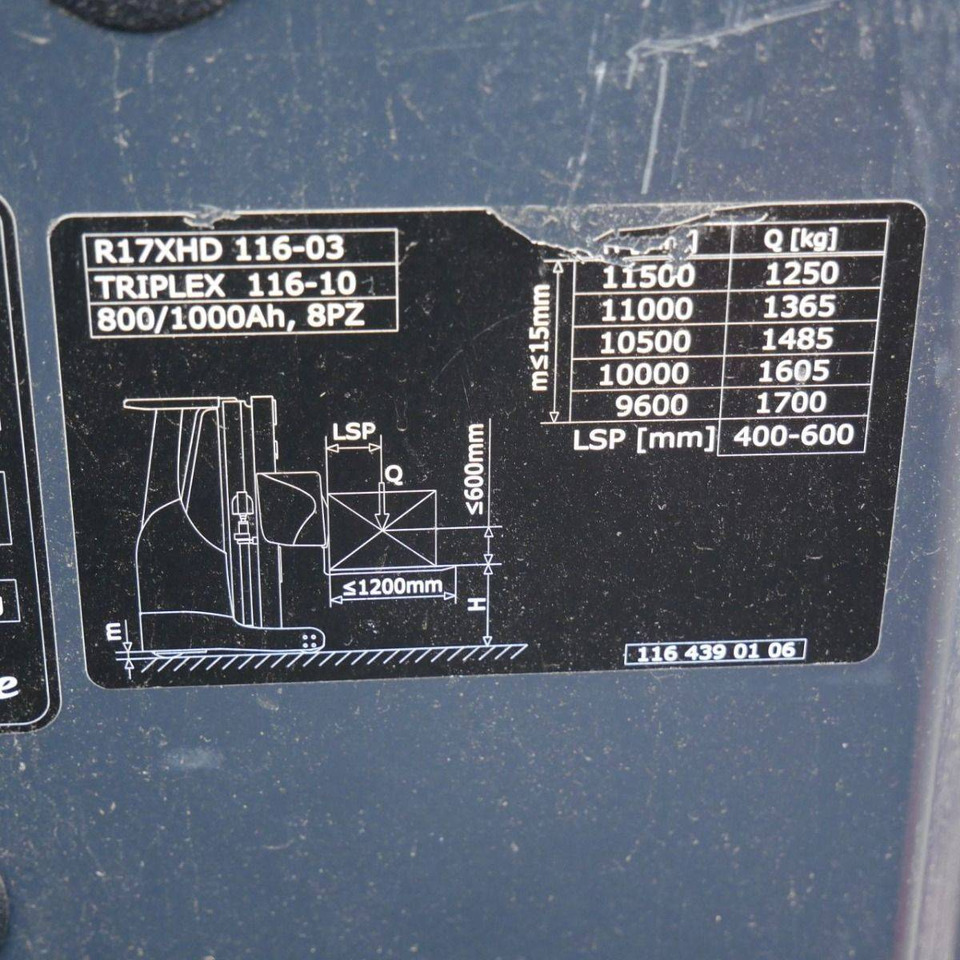 R17XHD 116-03
TRIPLEX 116-10
800/1000Ah, 8PZ
Q [kg]
m≤15mm
11500 1250
11000 1365
10500 1485
10000 1605
9600 1700
LSP [mm] 400-600
LSP
Q
≤600mm
≤1200mm
H
m
116 439 01 06
e